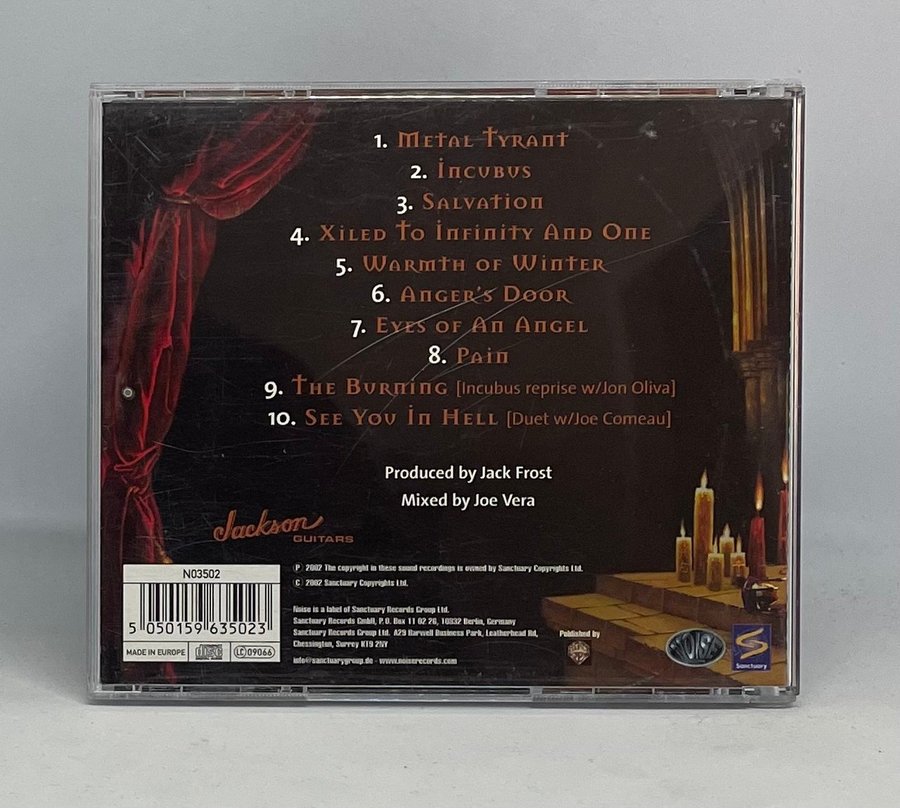 1. Metal Tyrant
2. Incubus
3. Salvation
4. Xiled To Infinity And One
5. Warmth of Winter
6. Anger's Door
7. Eyes of An Angel
8. Pain
9. The Burning [Incubus reprise w/Jon Oliva]
10. See You In Hell [Duet w/Joe Comeau]
Produced by Jack Frost
Mixed by Joe Vera
Jackson
GUITARS
℗ 2002 The copyright in these sound recordings is owned by Sanctuary Copyrights Ltd.
© 2002 Sanctuary Copyrights Ltd.
Noise is a label of Sanctuary Records Group Ltd.
Sanctuary Records GmbH, P.O. Box 11 02 26, 10832 Berlin, Germany
Sanctuary Records Group Ltd. A29 Barwell Business Park, Leatherhead Rd,
Chessington, Surrey KT9 2NY
info@sanctuarygroup.de - www.noiserecords.com
Published by
NOISE
Sanctuary
N03502
5 050159 635023
MADE IN EUROPE
LC 09066